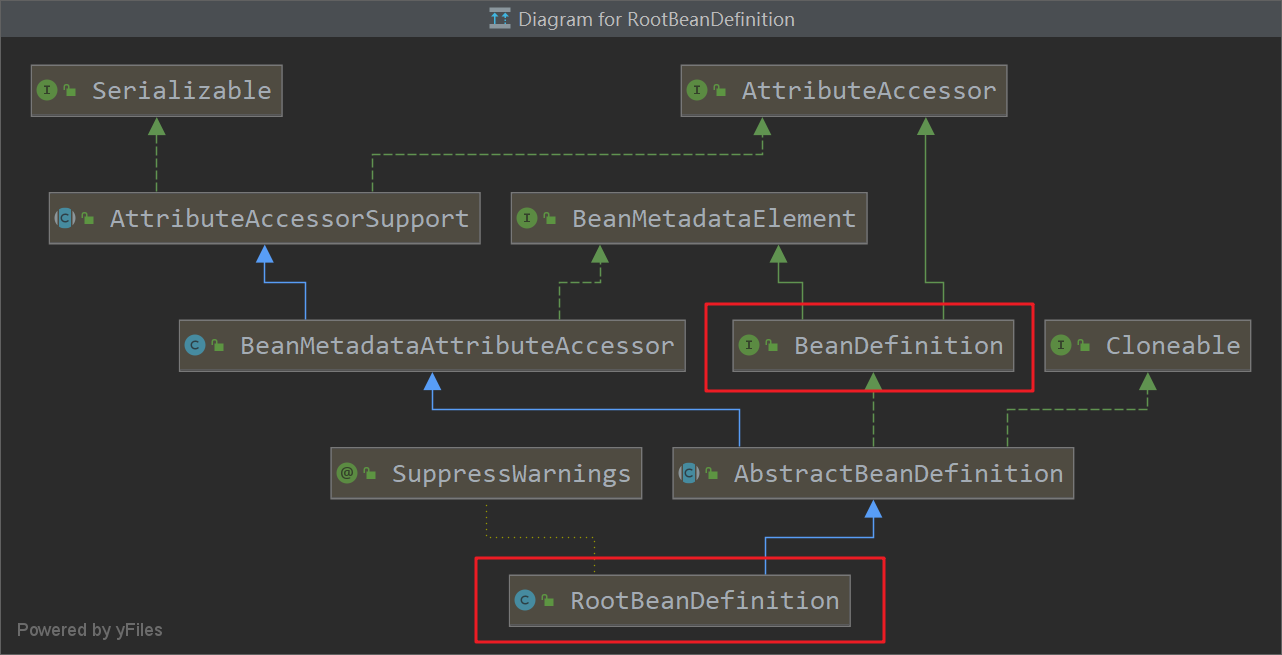 Diagram for RootBeanDefinition
Serializable
AttributeAccessor
AttributeAccessorSupport
BeanMetadataElement
BeanMetadataAttributeAccessor
BeanDefinition
Cloneable
SuppressWarnings
AbstractBeanDefinition
RootBeanDefinition
Powered by yFiles